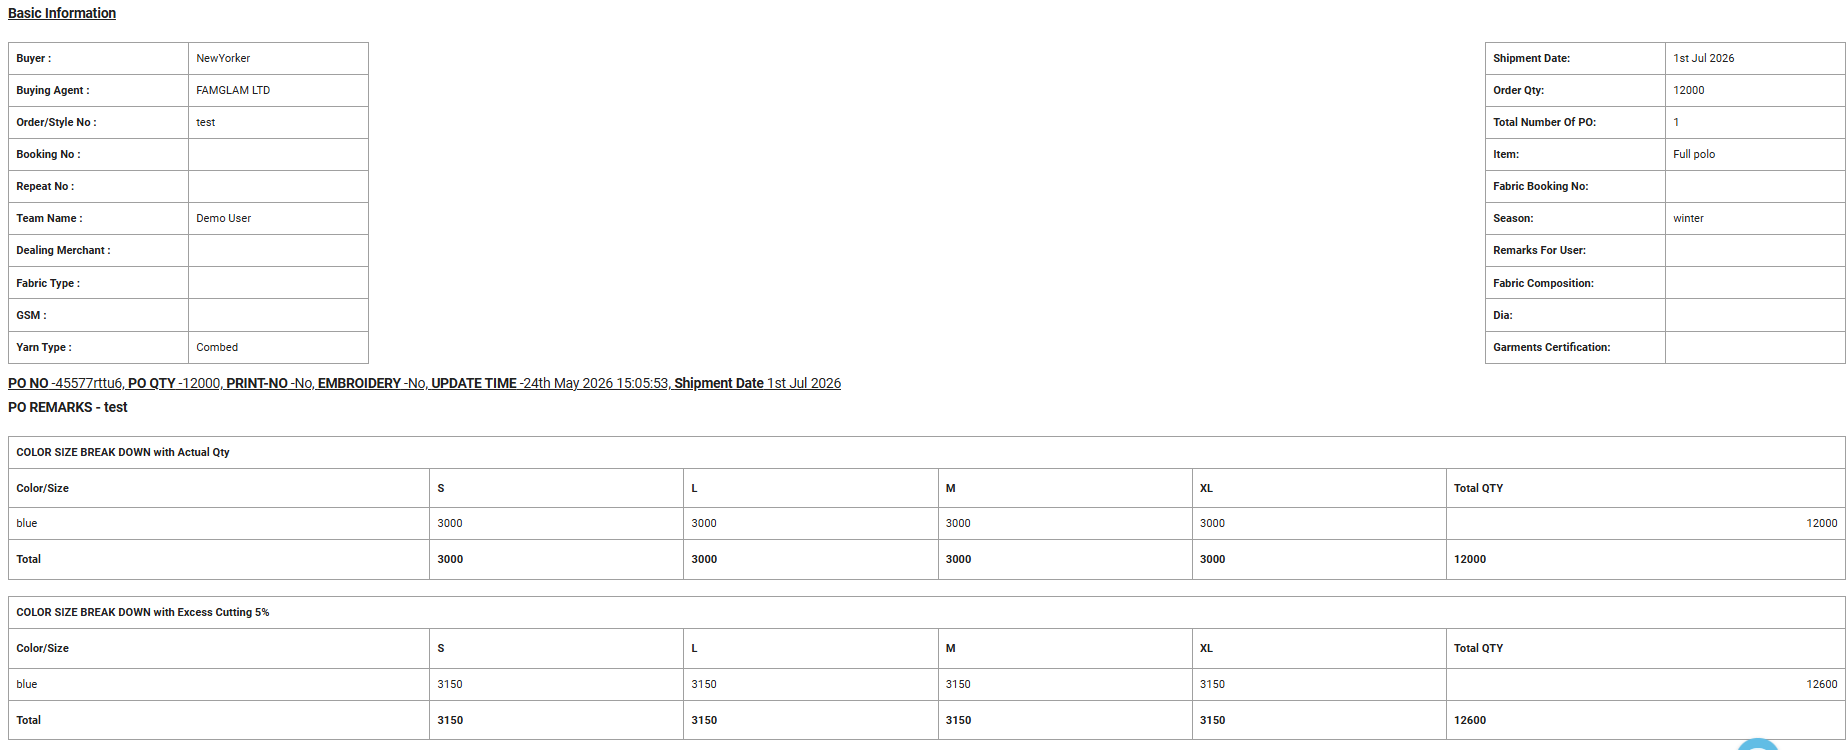 Basic Information
Buyer : NewYorker
Buying Agent : FAMGLAM LTD
Order/Style No : test
Booking No :
Repeat No :
Team Name : Demo User
Dealing Merchant :
Fabric Type :
GSM :
Yarn Type : Combed
Shipment Date: 1st Jul 2026
Order Qty: 12000
Total Number Of PO: 1
Item: Full polo
Fabric Booking No:
Season: winter
Remarks For User:
Fabric Composition:
Dia:
Garments Certification:
PO NO -45577rttu6, PO QTY -12000, PRINT-NO -No, EMBROIDERY -No, UPDATE TIME -24th May 2026 15:05:53, Shipment Date 1st Jul 2026
PO REMARKS - test
COLOR SIZE BREAK DOWN with Actual Qty
Color/Size S L M XL Total QTY
blue 3000 3000 3000 3000 12000
Total 3000 3000 3000 3000 12000
COLOR SIZE BREAK DOWN with Excess Cutting 5%
Color/Size S L M XL Total QTY
blue 3150 3150 3150 3150 12600
Total 3150 3150 3150 3150 12600